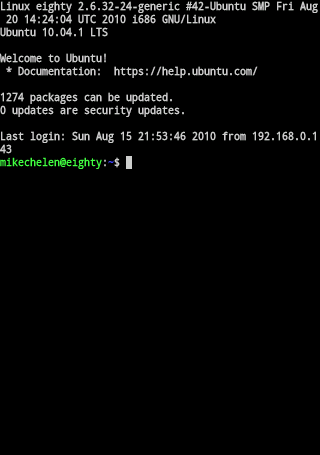 Linux eighty 2.6.32-24-generic #42-Ubuntu SMP Fri Aug
 20 14:24:04 UTC 2010 i686 GNU/Linux
Ubuntu 10.04.1 LTS
Welcome to Ubuntu!
 * Documentation:  https://help.ubuntu.com/
1274 packages can be updated.
0 updates are security updates.
Last login: Sun Aug 15 21:53:46 2010 from 192.168.0.1
43
mikechelen@eighty:~$